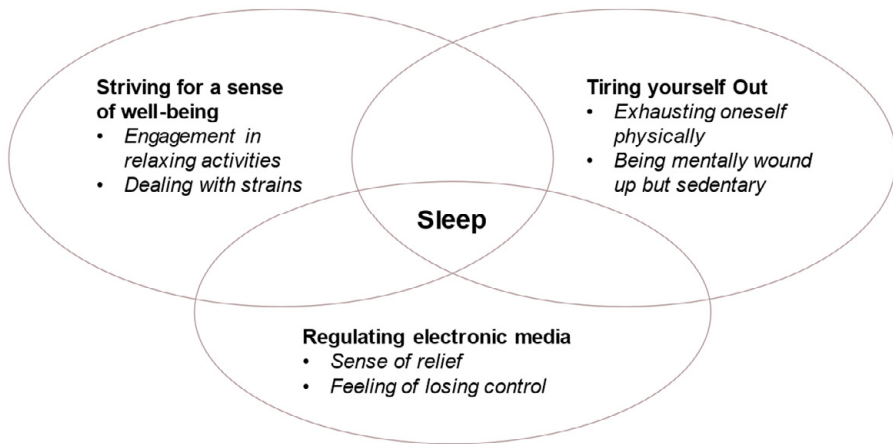 Striving for a sense
of well-being
• Engagement in
relaxing activities
• Dealing with strains
Tiring yourself Out
• Exhausting oneself
physically
• Being mentally wound
up but sedentary
Sleep
Regulating electronic media
• Sense of relief
• Feeling of losing control